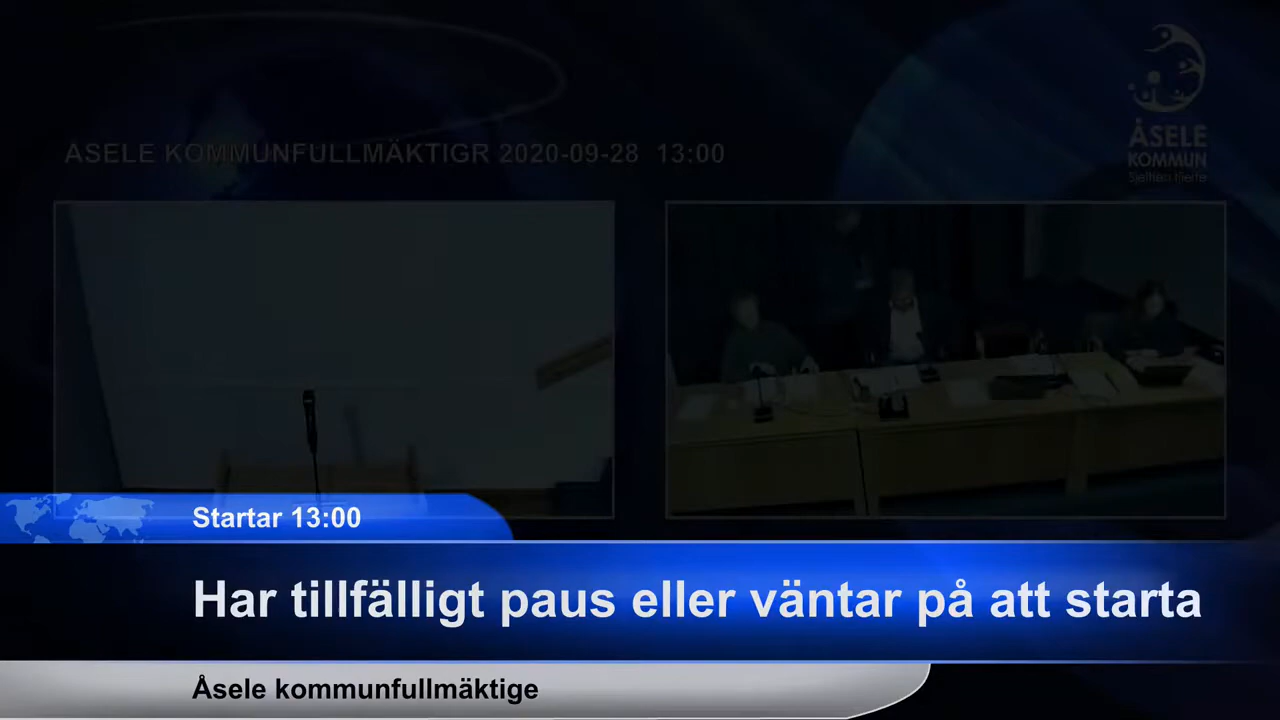 ÅSELE KOMMUNFULLMÄKTIGR 2020-09-28 13:00
ÅSELE
KOMMUN
Startar 13:00
Har tillfälligt paus eller väntar på att starta
Åsele kommunfullmäktige